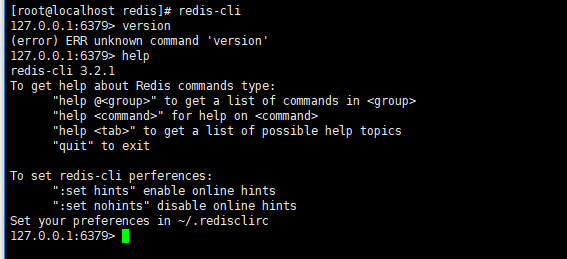 [root@localhost redis]# redis-cli
127.0.0.1:6379> version
(error) ERR unknown command 'version'
127.0.0.1:6379> help
redis-cli 3.2.1
To get help about Redis commands type:
      "help @<group>" to get a list of commands in <group>
      "help <command>" for help on <command>
      "help <tab>" to get a list of possible help topics
      "quit" to exit

To set redis-cli perferences:
      ":set hints" enable online hints
      ":set nohints" disable online hints
Set your preferences in ~/.redisclirc
127.0.0.1:6379>